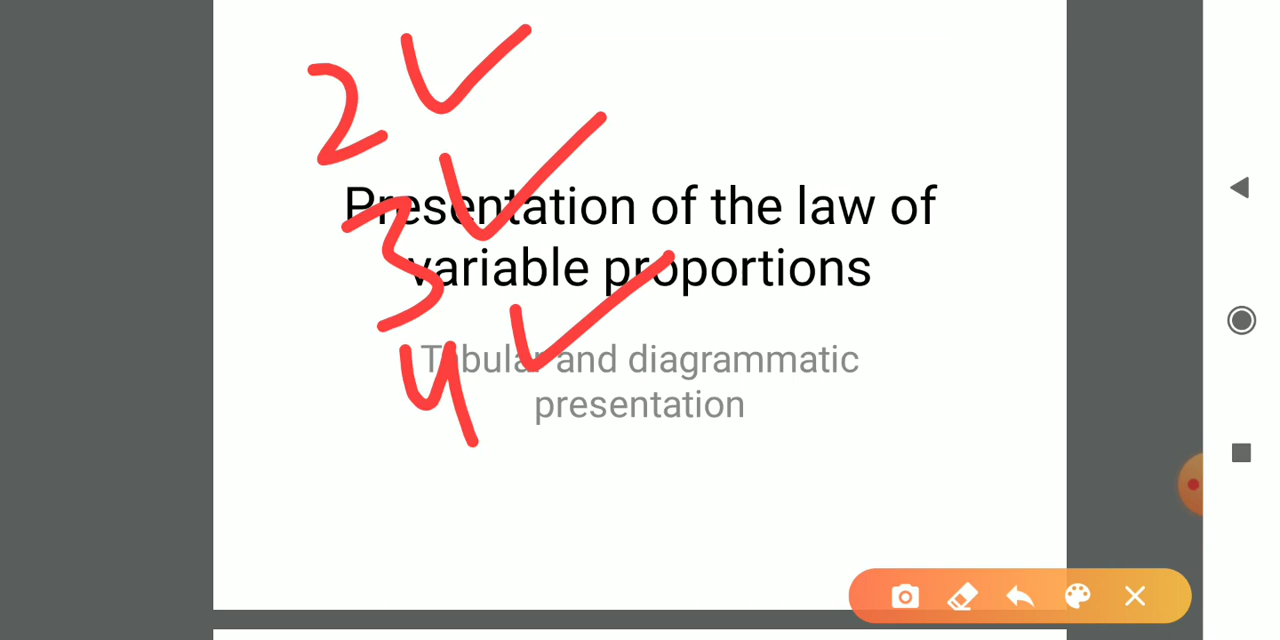 2
Presentation of the law of
3
variable proportions
4
Tabular and diagrammatic
presentation